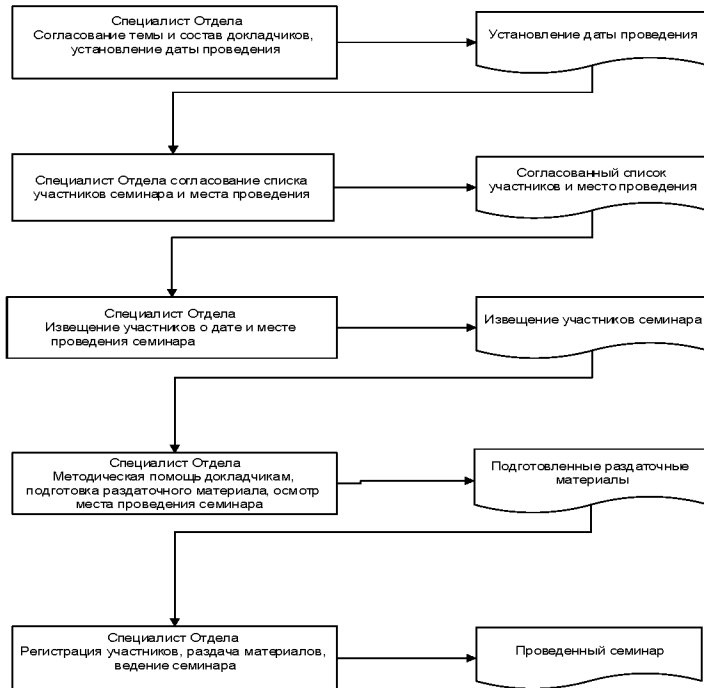 Специалист Отдела
Согласование темы и состав докладчиков,
установление даты проведения
Установление даты проведения
Специалист Отдела согласование списка
участников семинара и места проведения
Согласованный список
участников и место проведения
Специалист Отдела
Извещение участников о дате и месте
проведения семинара
Извещение участников семинара
Специалист Отдела
Методическая помощь докладчикам,
подготовка раздаточного материала, осмотр
места проведения семинара
Подготовленные раздаточные
материалы
Специалист Отдела
Регистрация участников, раздача материалов,
ведение семинара
Проведенный семинар